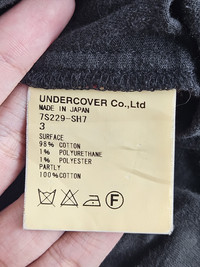 UNDERCOVER Co.,Ltd
MADE IN JAPAN
7S229-SH7
3
SURFACE
98% COTTON
1% POLYURETHANE
1% POLYESTER
PARTLY
100%COTTON
F